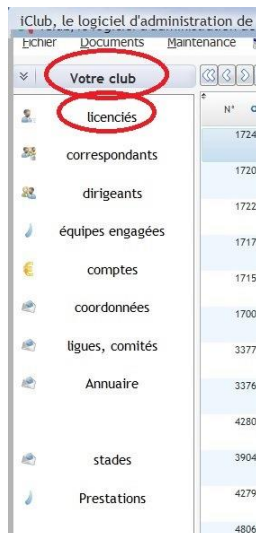 iClub, le logiciel d'administration de
Fichier Documents Maintenance
Votre club
N°
licenciés
1724
correspondants
1720
dirigeants
1722
équipes engagées
1717
comptes
1715
coordonnées
1700
ligues, comités
3377
Annuaire
3376
4280
stades
3904
Prestations
4279
4806